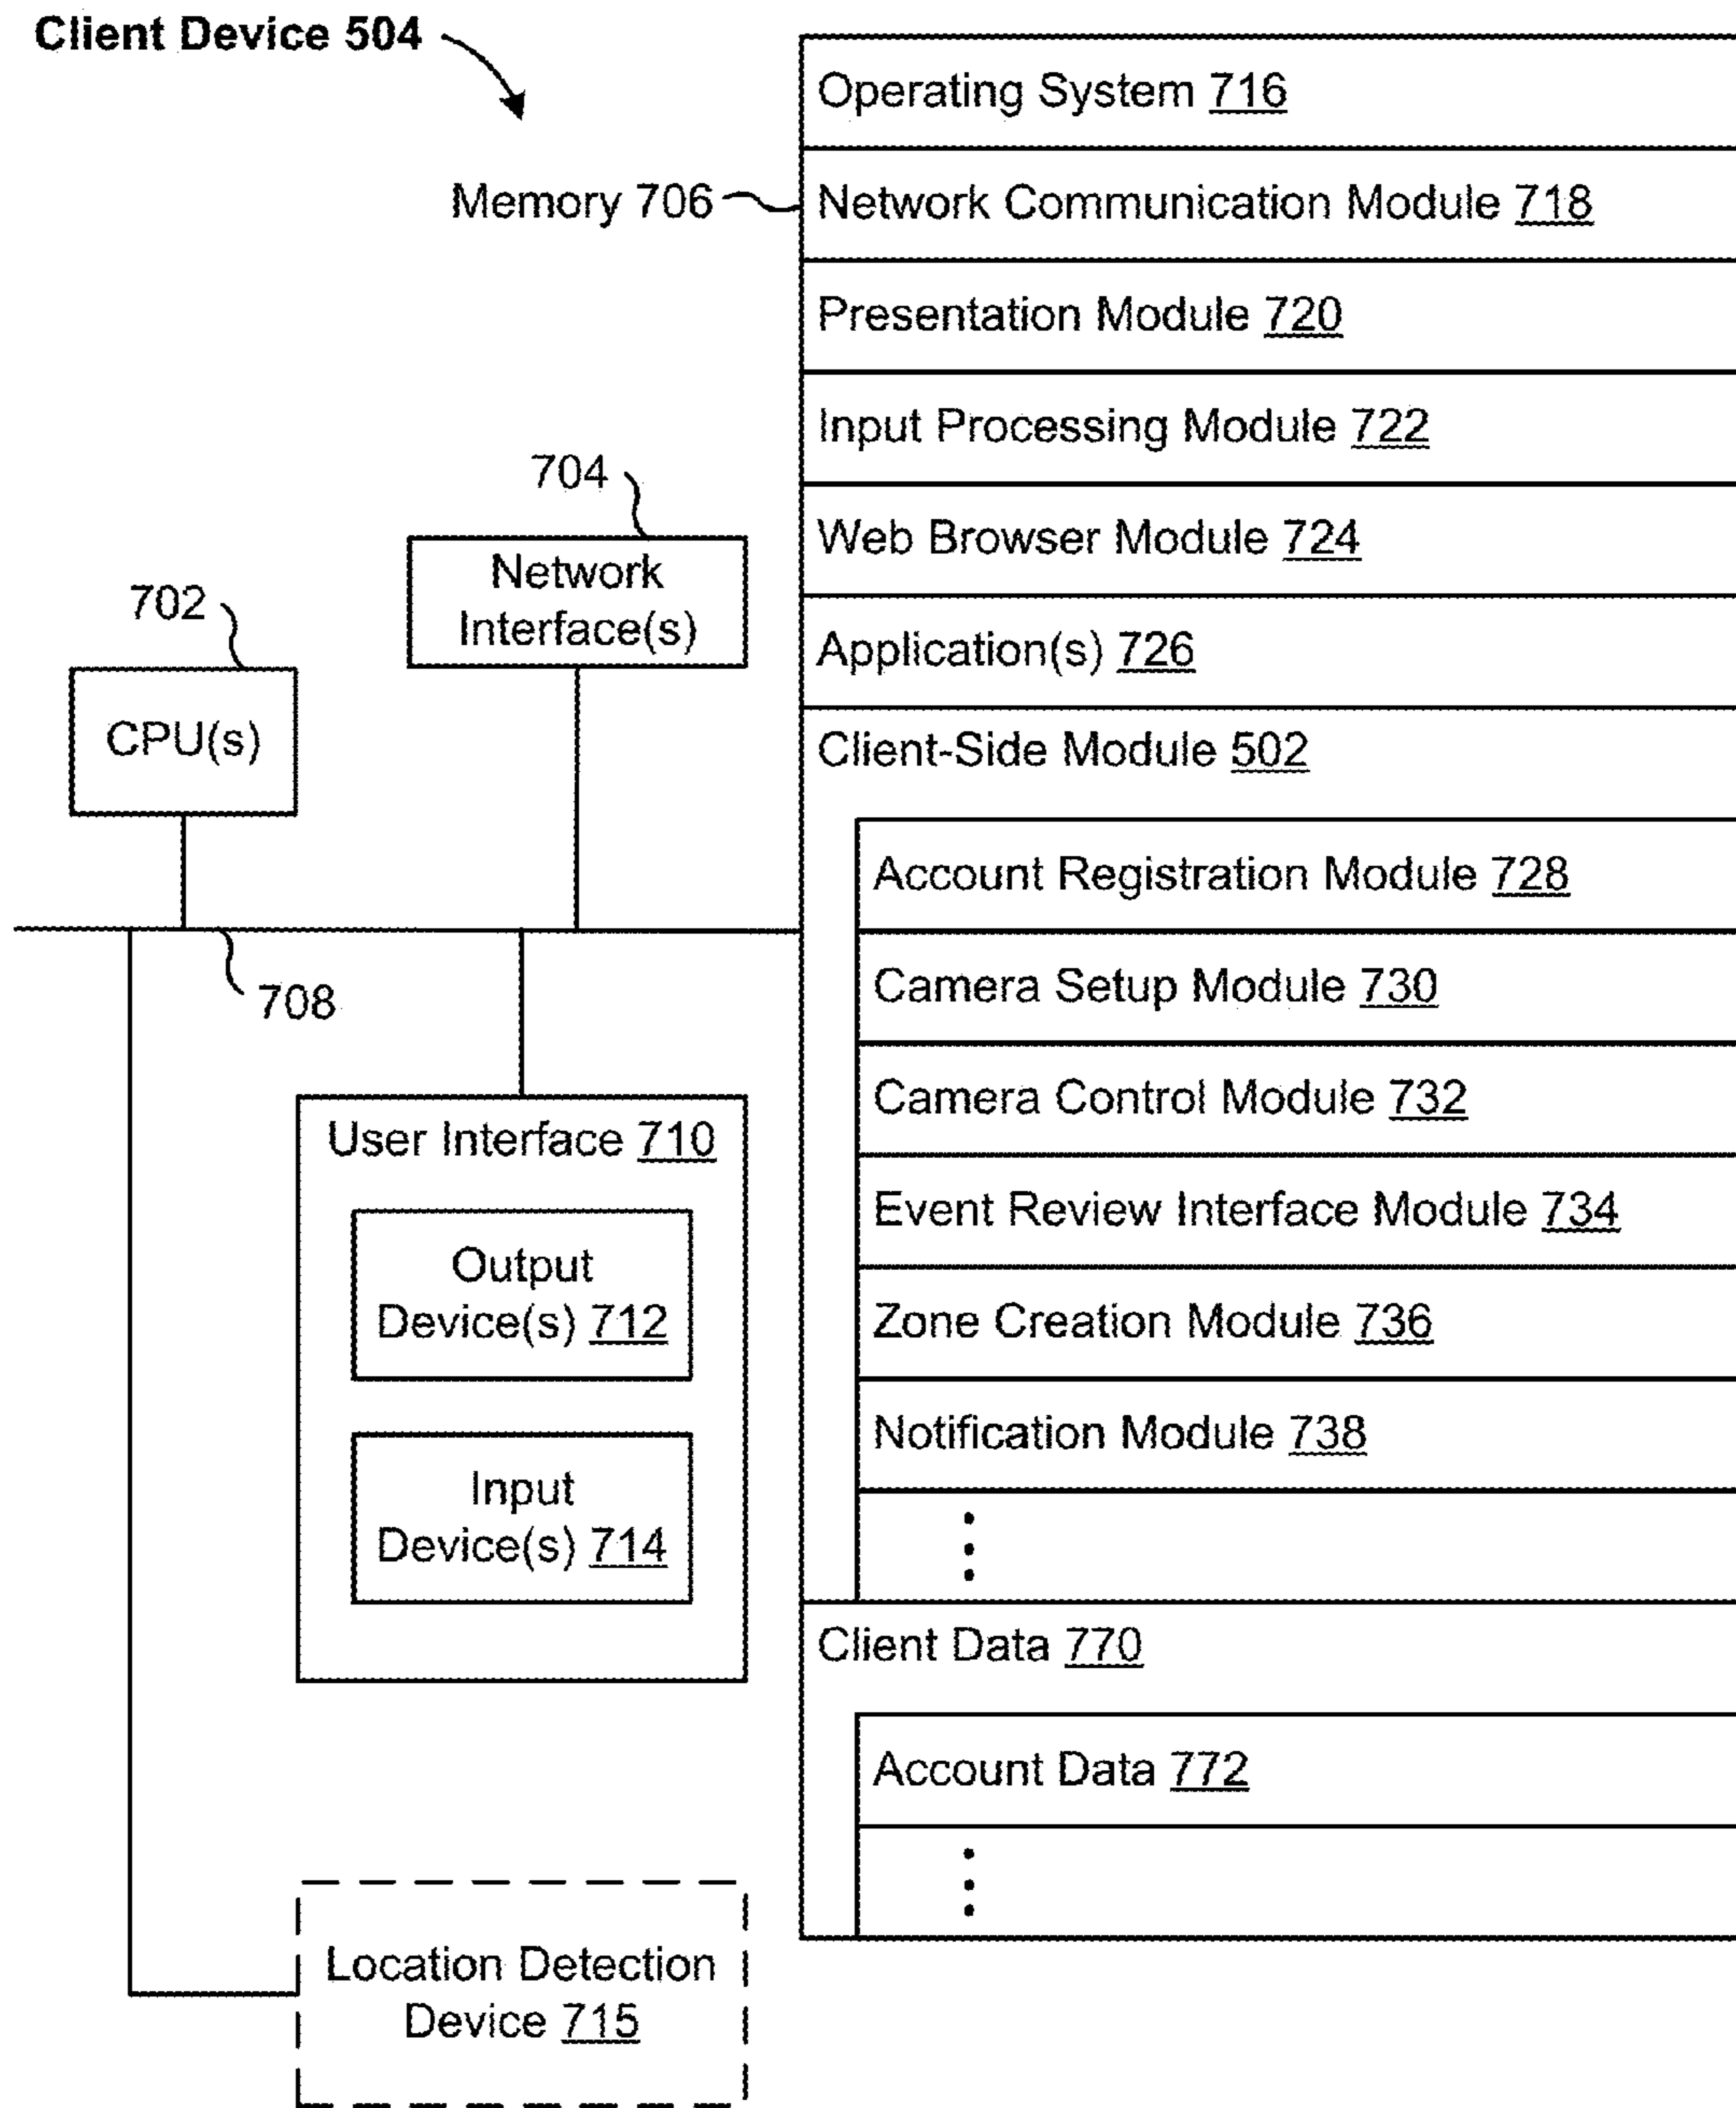 Client Device 504
Memory 706
704
Network
Interface(s)
702
CPU(s)
708
User Interface 710
Output
Device(s) 712
Input
Device(s) 714
Location Detection
Device 715
Operating System 716
Network Communication Module 718
Presentation Module 720
Input Processing Module 722
Web Browser Module 724
Application(s) 726
Client-Side Module 502
Account Registration Module 728
Camera Setup Module 730
Camera Control Module 732
Event Review Interface Module 734
Zone Creation Module 736
Notification Module 738
Client Data 770
Account Data 772